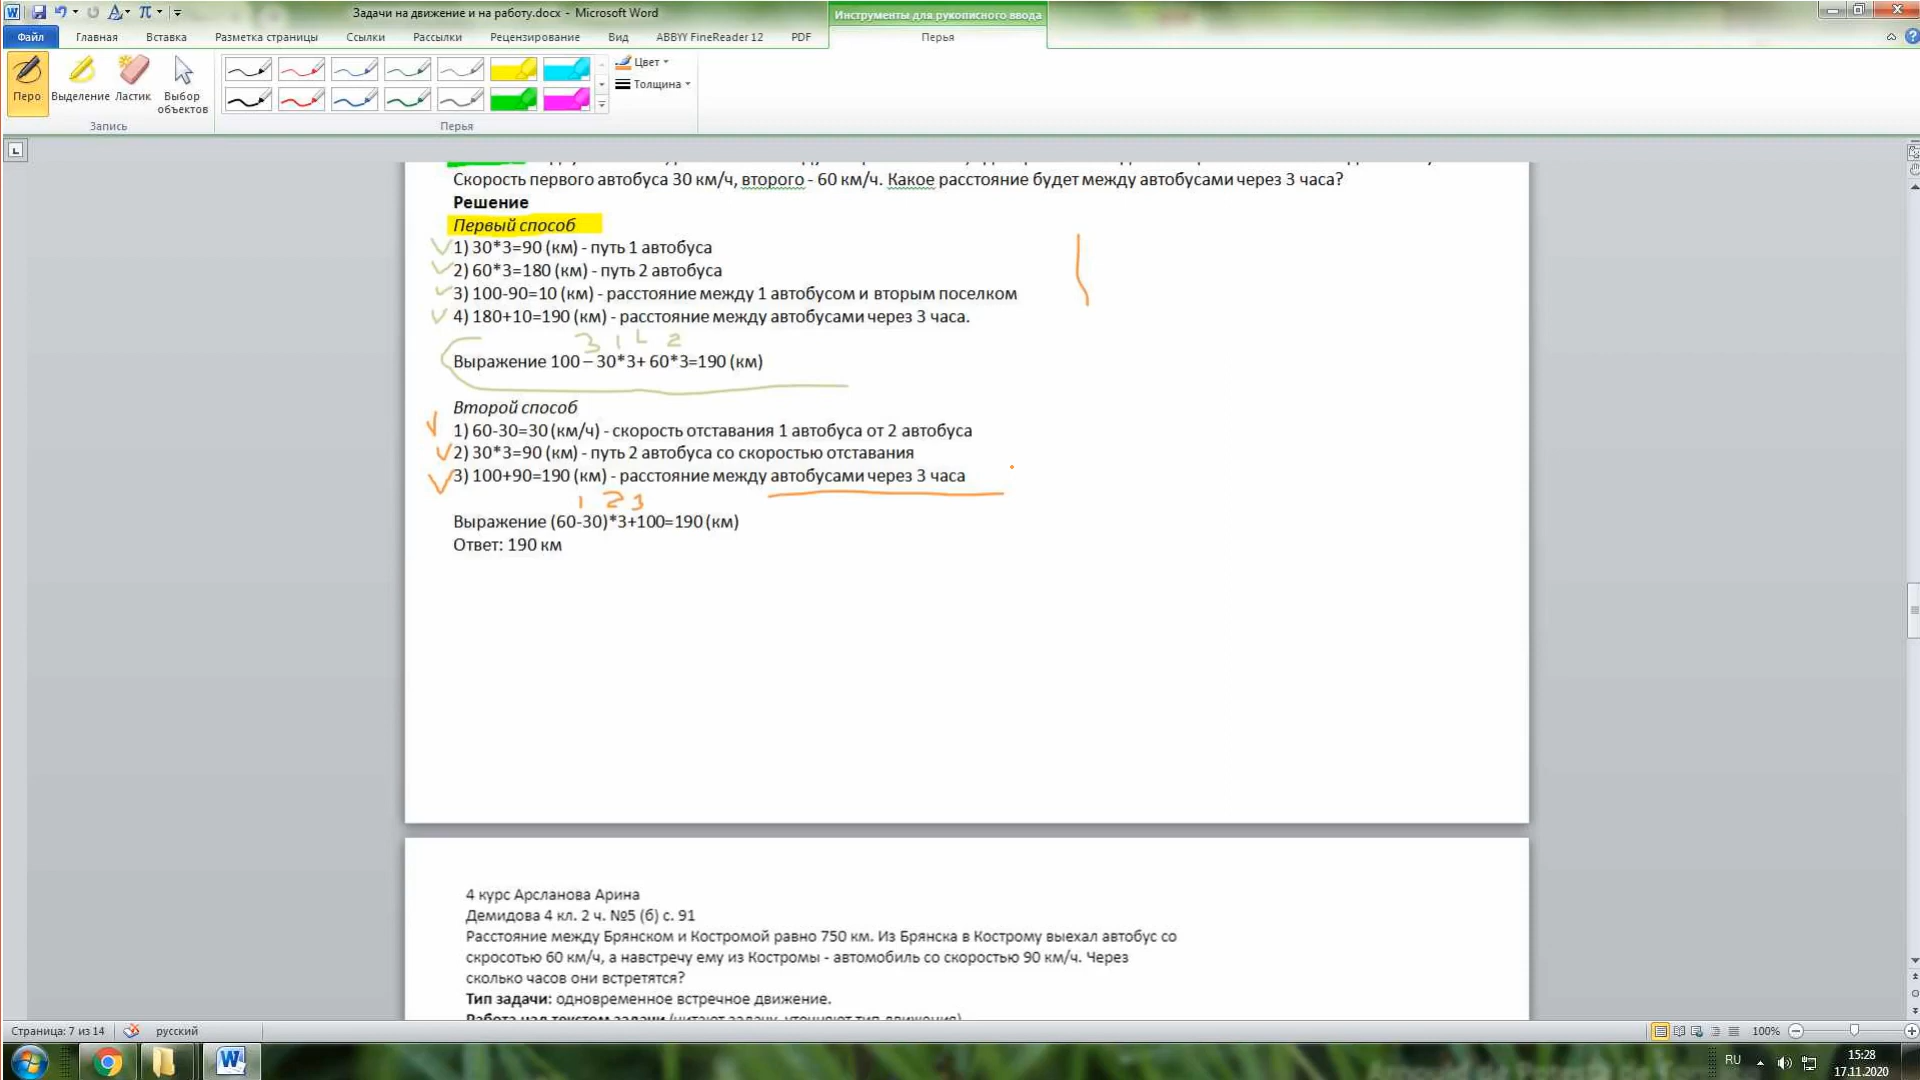 Задачи на движение и на работу.docx - Microsoft Word
Инструменты для рукописного ввода
Файл Главная Вставка Разметка страницы Ссылки Рассылки Рецензирование Вид ABBYY FineReader 12 PDF Перья
Цвет
Толщина
Перо Выделение Ластик Выбор объектов
Запись Перья
Скорость первого автобуса 30 км/ч, второго - 60 км/ч. Какое расстояние будет между автобусами через 3 часа?
Решение
Первый способ
1) 30*3=90 (км) - путь 1 автобуса
2) 60*3=180 (км) - путь 2 автобуса
3) 100-90=10 (км) - расстояние между 1 автобусом и вторым поселком
4) 180+10=190 (км) - расстояние между автобусами через 3 часа.
3 1 2
Выражение 100 – 30*3+ 60*3=190 (км)
Второй способ
1) 60-30=30 (км/ч) - скорость отставания 1 автобуса от 2 автобуса
2) 30*3=90 (км) - путь 2 автобуса со скоростью отставания
3) 100+90=190 (км) - расстояние между автобусами через 3 часа
1 2 3
Выражение (60-30)*3+100=190 (км)
Ответ: 190 км
4 курс Арсланова Арина
Демидова 4 кл. 2 ч. №5 (б) с. 91
Расстояние между Брянском и Костромой равно 750 км. Из Брянска в Кострому выехал автобус со
скросотью 60 км/ч, а навстречу ему из Костромы - автомобиль со скоростью 90 км/ч. Через
сколько часов они встретятся?
Тип задачи: одновременное встречное движение.
Работа над текстом задачи (читают задачу, уточняют тип движения)
Страница: 7 из 14 русский 100%
RU 15:28
17.11.2020